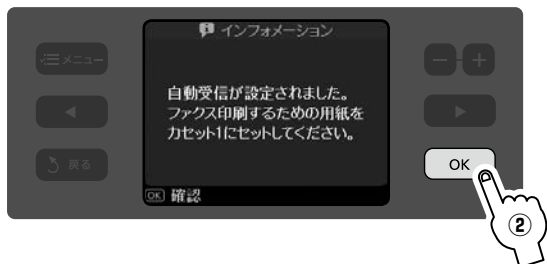 インフォメーション
メニュー
自動受信が設定されました。
ファクス印刷するための用紙を
カセット1にセットしてください。
戻る
OK
OK 確認
②